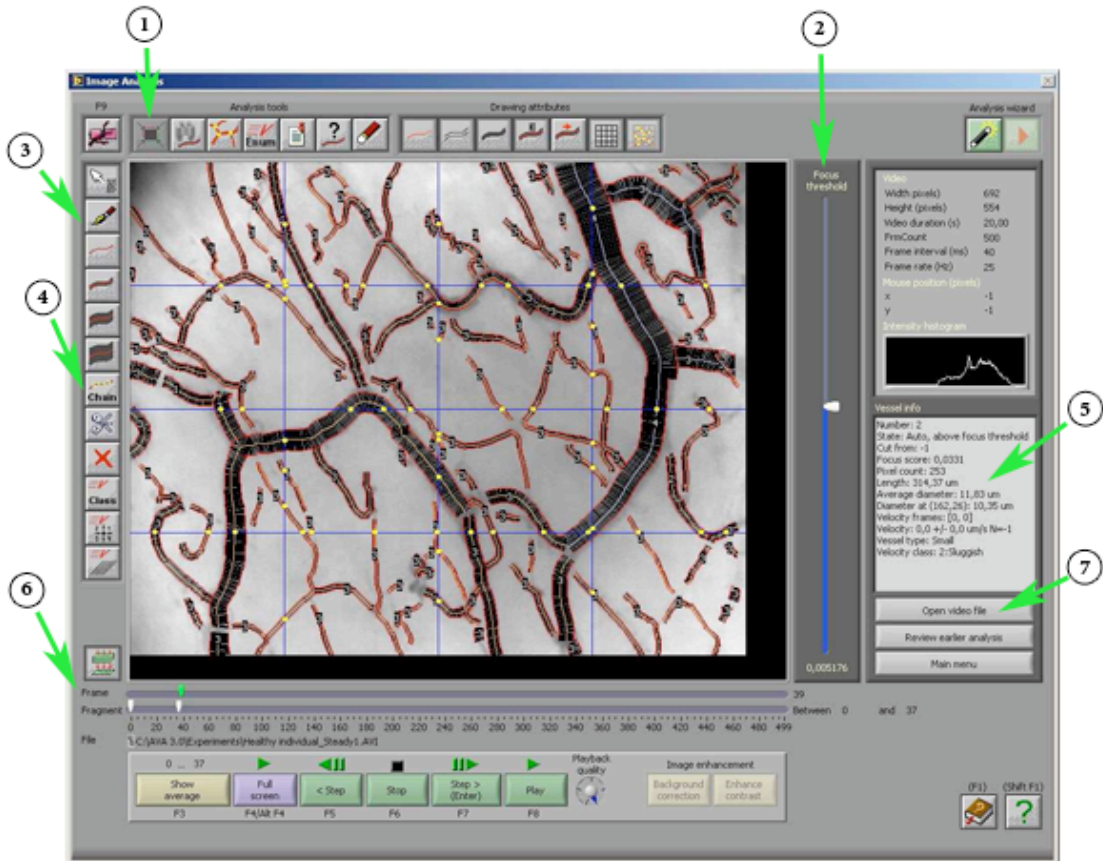 1
2
Image Analysis
F9
Analysis tools
Drawing attributes
Analysis wizard
Enum
3
Focus
threshold
Video
Width pixels) 692
Height (pixels) 554
Video duration (s) 20,00
FrmCount 500
Frame interval (ms) 40
Frame rate (Hz) 25
Mouse position (pixels)
x -1
y -1
Intensity histogram
4
Chain
Class
Vessel info
5
Number: 2
State: Auto, above focus threshold
Cut from: -1
Focus score: 0,0331
Pixel count: 253
Length: 314,37 um
Average diameter: 11,83 um
Diameter at (162,26): 10,35 um
Velocity frames: [0, 0]
Velocity: 0,0 +/- 0,0 um/s N=-1
Vessel type: Small
Velocity class: 2:Sluggish
7
6
Open video file
Review earlier analysis
Main menu
0,005176
Frame 39
Fragment Between 0 and 37
0 20 40 60 80 100 120 140 160 180 200 220 240 260 280 300 320 340 360 380 400 420 440 460 480 499
File \\C:\AVA 3.0\Experiments\Healthy individual_Steady1.AVI
0 ... 37
Playback
quality
Image enhancement
Show
average
Full
screen
< Step
Stop
Step >
(Enter)
Play
Background
correction
Enhance
contrast
F3 F4/Alt F4 F5 F6 F7 F8
(F1) (Shift F1)